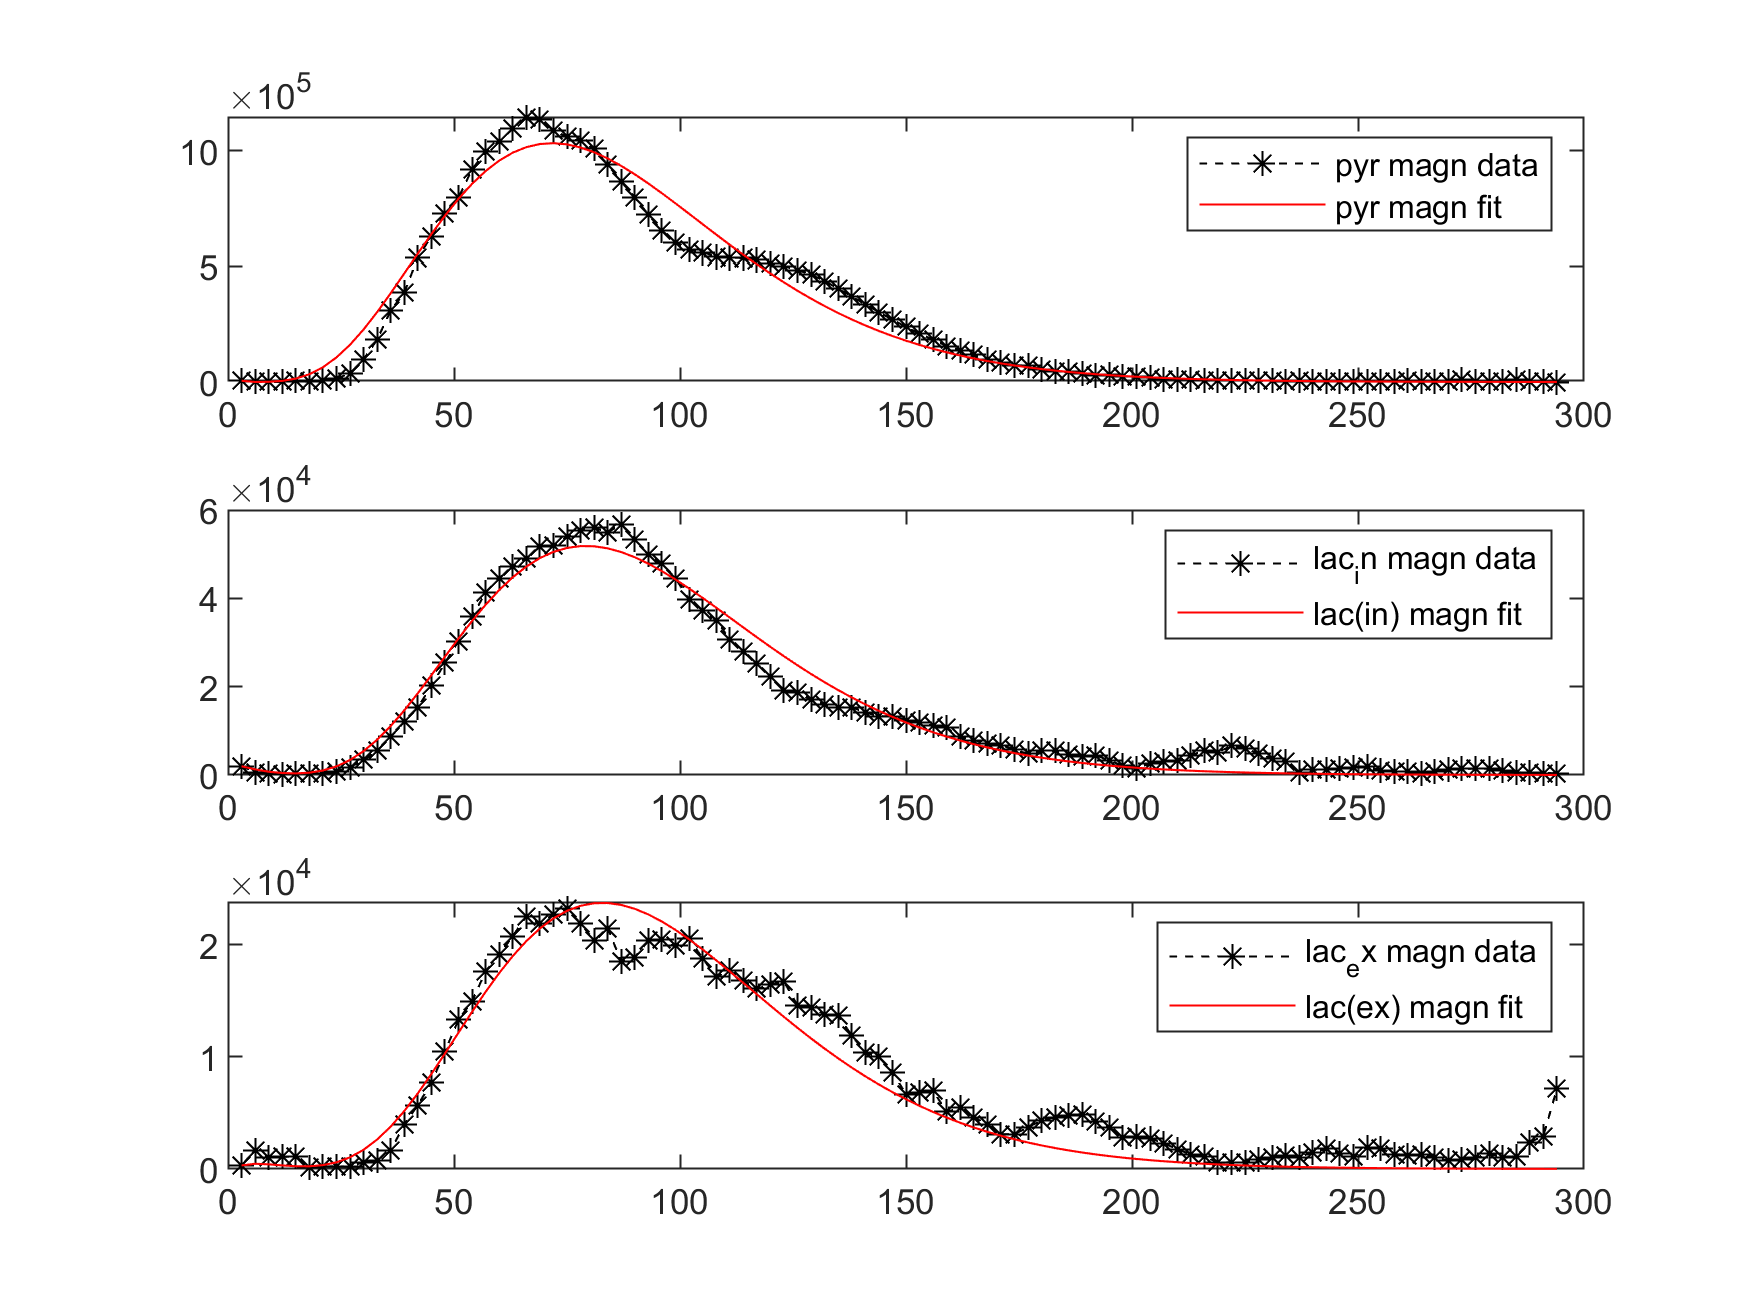 ×10^5
10
5
0
0 50 100 150 200 250 300
pyr magn data
pyr magn fit
×10^4
6
4
2
0
0 50 100 150 200 250 300
lac_in magn data
lac(in) magn fit
×10^4
2
1
0
0 50 100 150 200 250 300
lac_ex magn data
lac(ex) magn fit